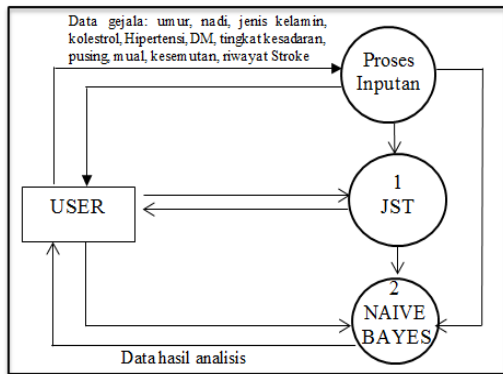 Data gejala: umur, nadi, jenis kelamin,
kolestrol, Hipertensi, DM, tingkat kesadaran,
pusing, mual, kesemutan, riwayat Stroke
Proses
Inputan
USER
1
JST
2
NAIVE
BAYES
Data hasil analisis